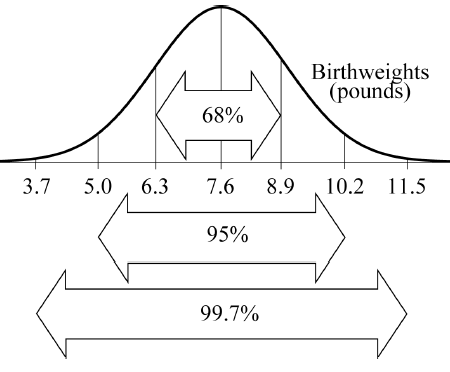 Birthweights
(pounds)
68%
3.7 5.0 6.3 7.6 8.9 10.2 11.5
95%
99.7%